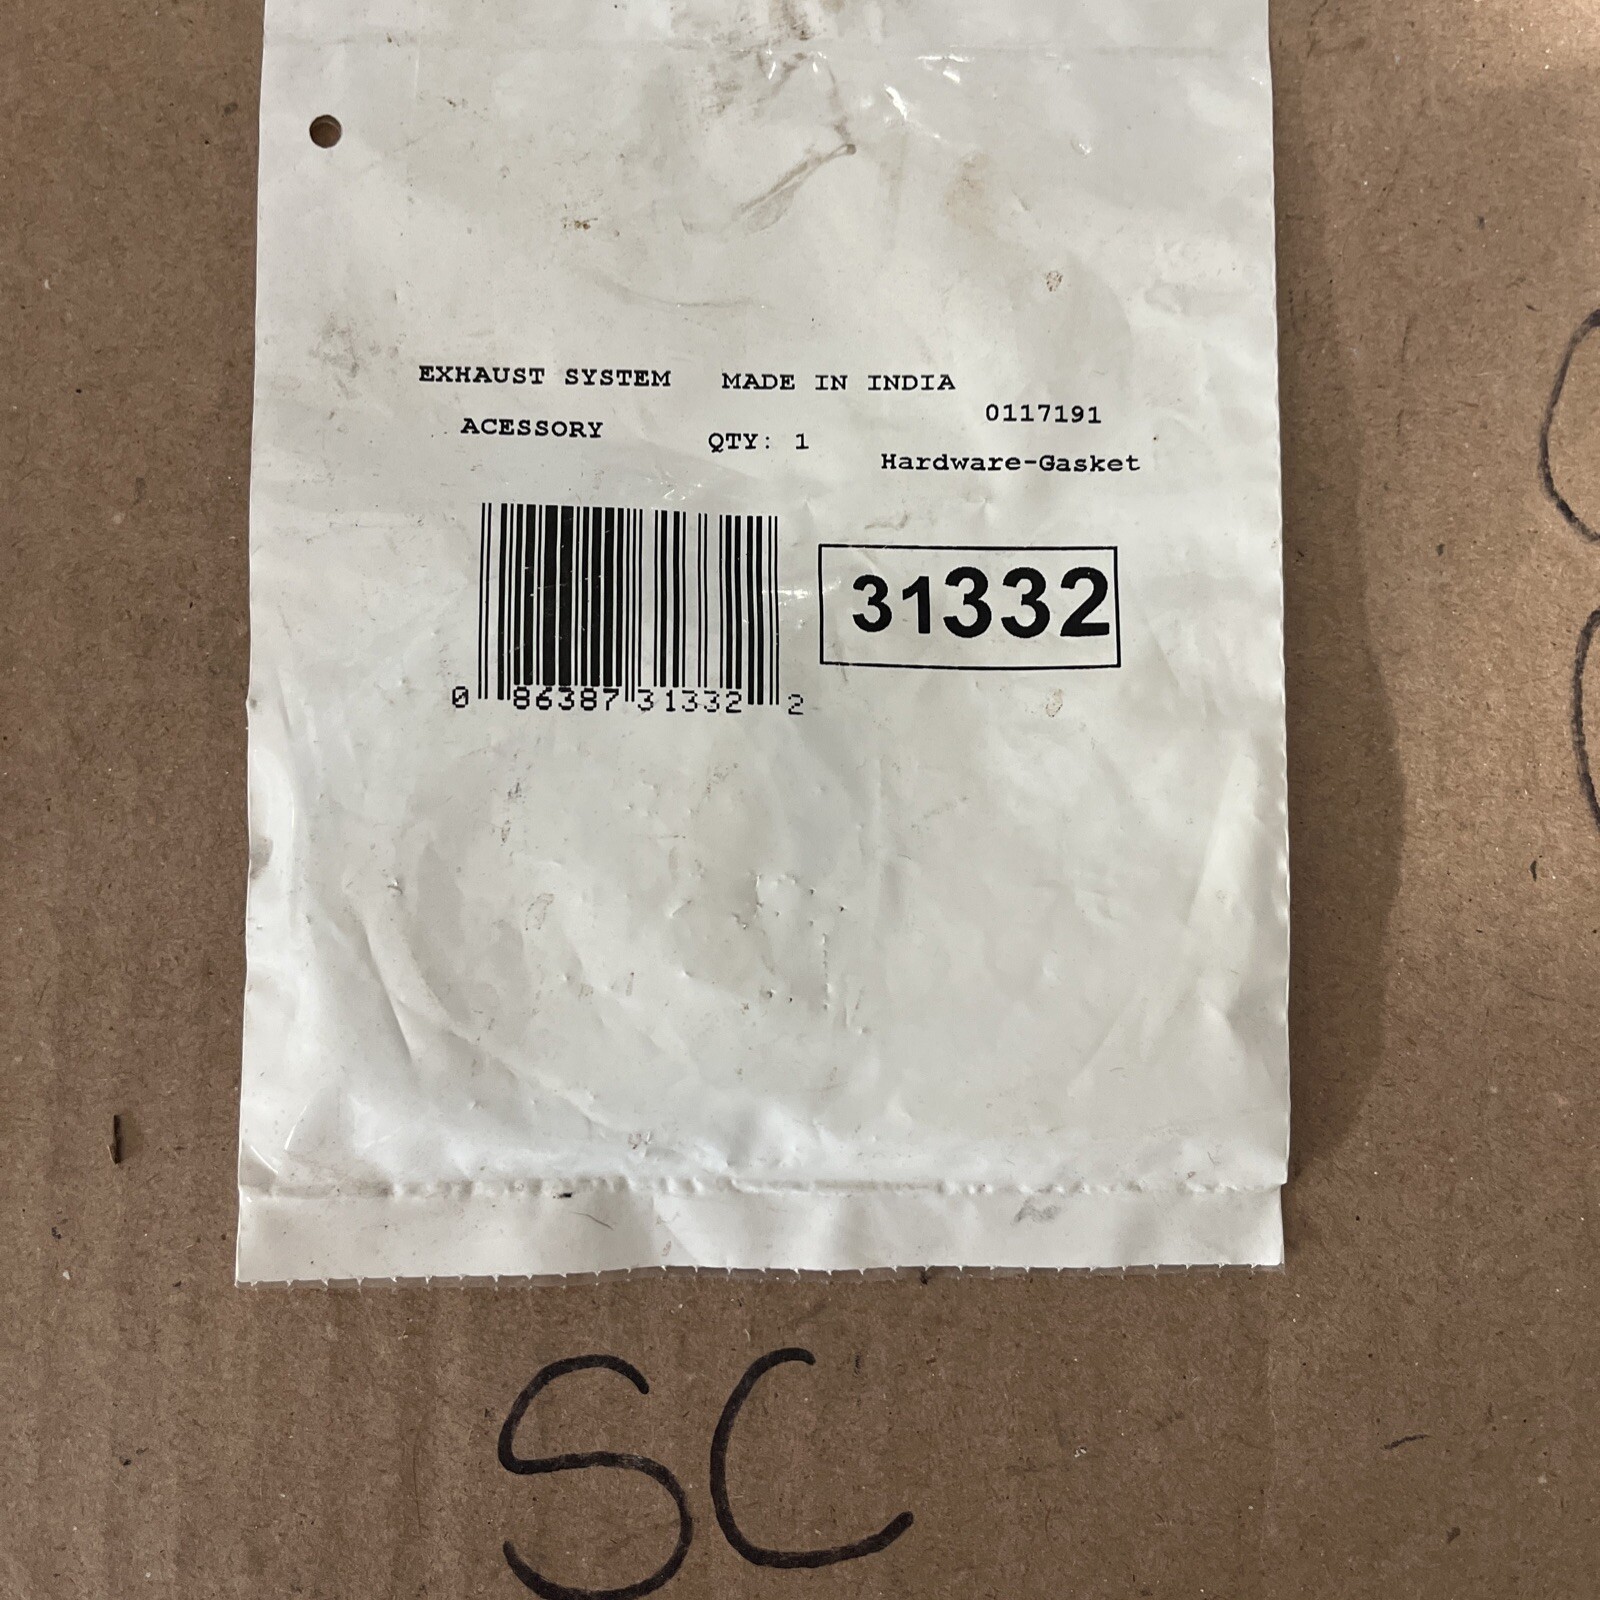 EXHAUST SYSTEM MADE IN INDIA
0117191
ACESSORY QTY: 1
Hardware-Gasket
31332
0 86387 31332 2
SC